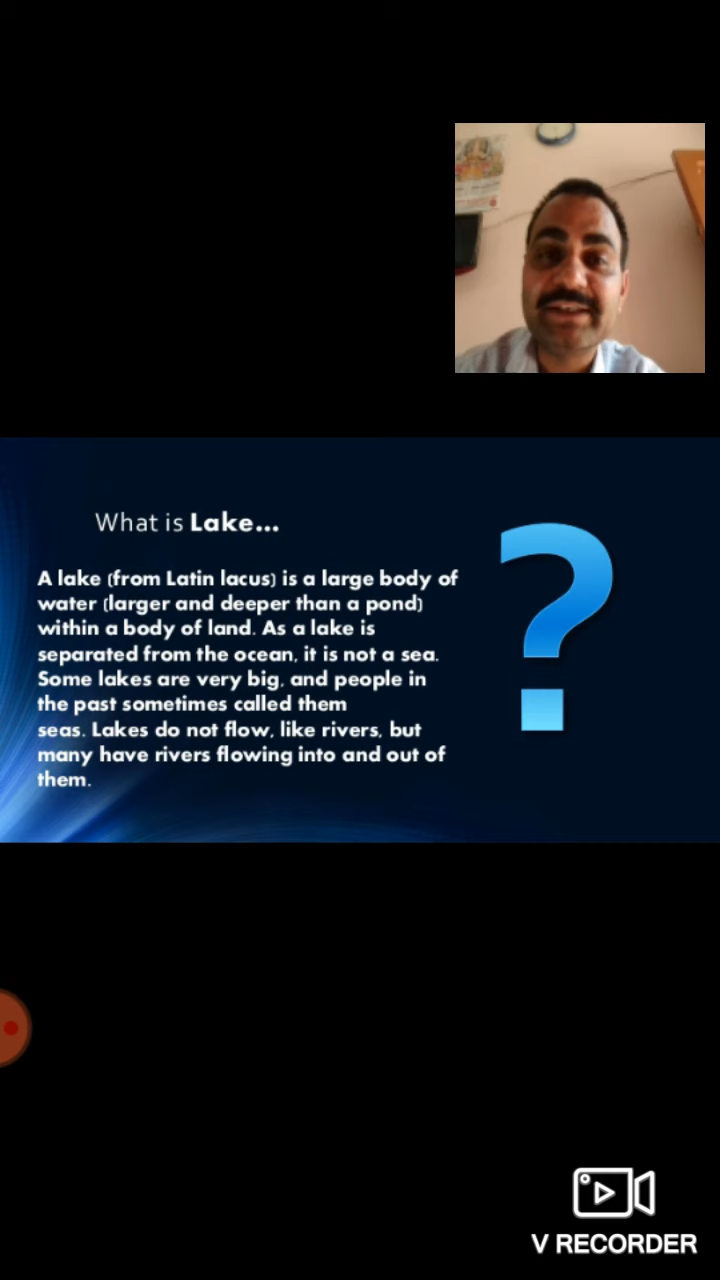 What is Lake...
A lake (from Latin lacus) is a large body of
water (larger and deeper than a pond)
within a body of land. As a lake is
separated from the ocean, it is not a sea.
Some lakes are very big, and people in
the past sometimes called them
seas. Lakes do not flow, like rivers, but
many have rivers flowing into and out of
them.
?
V RECORDER